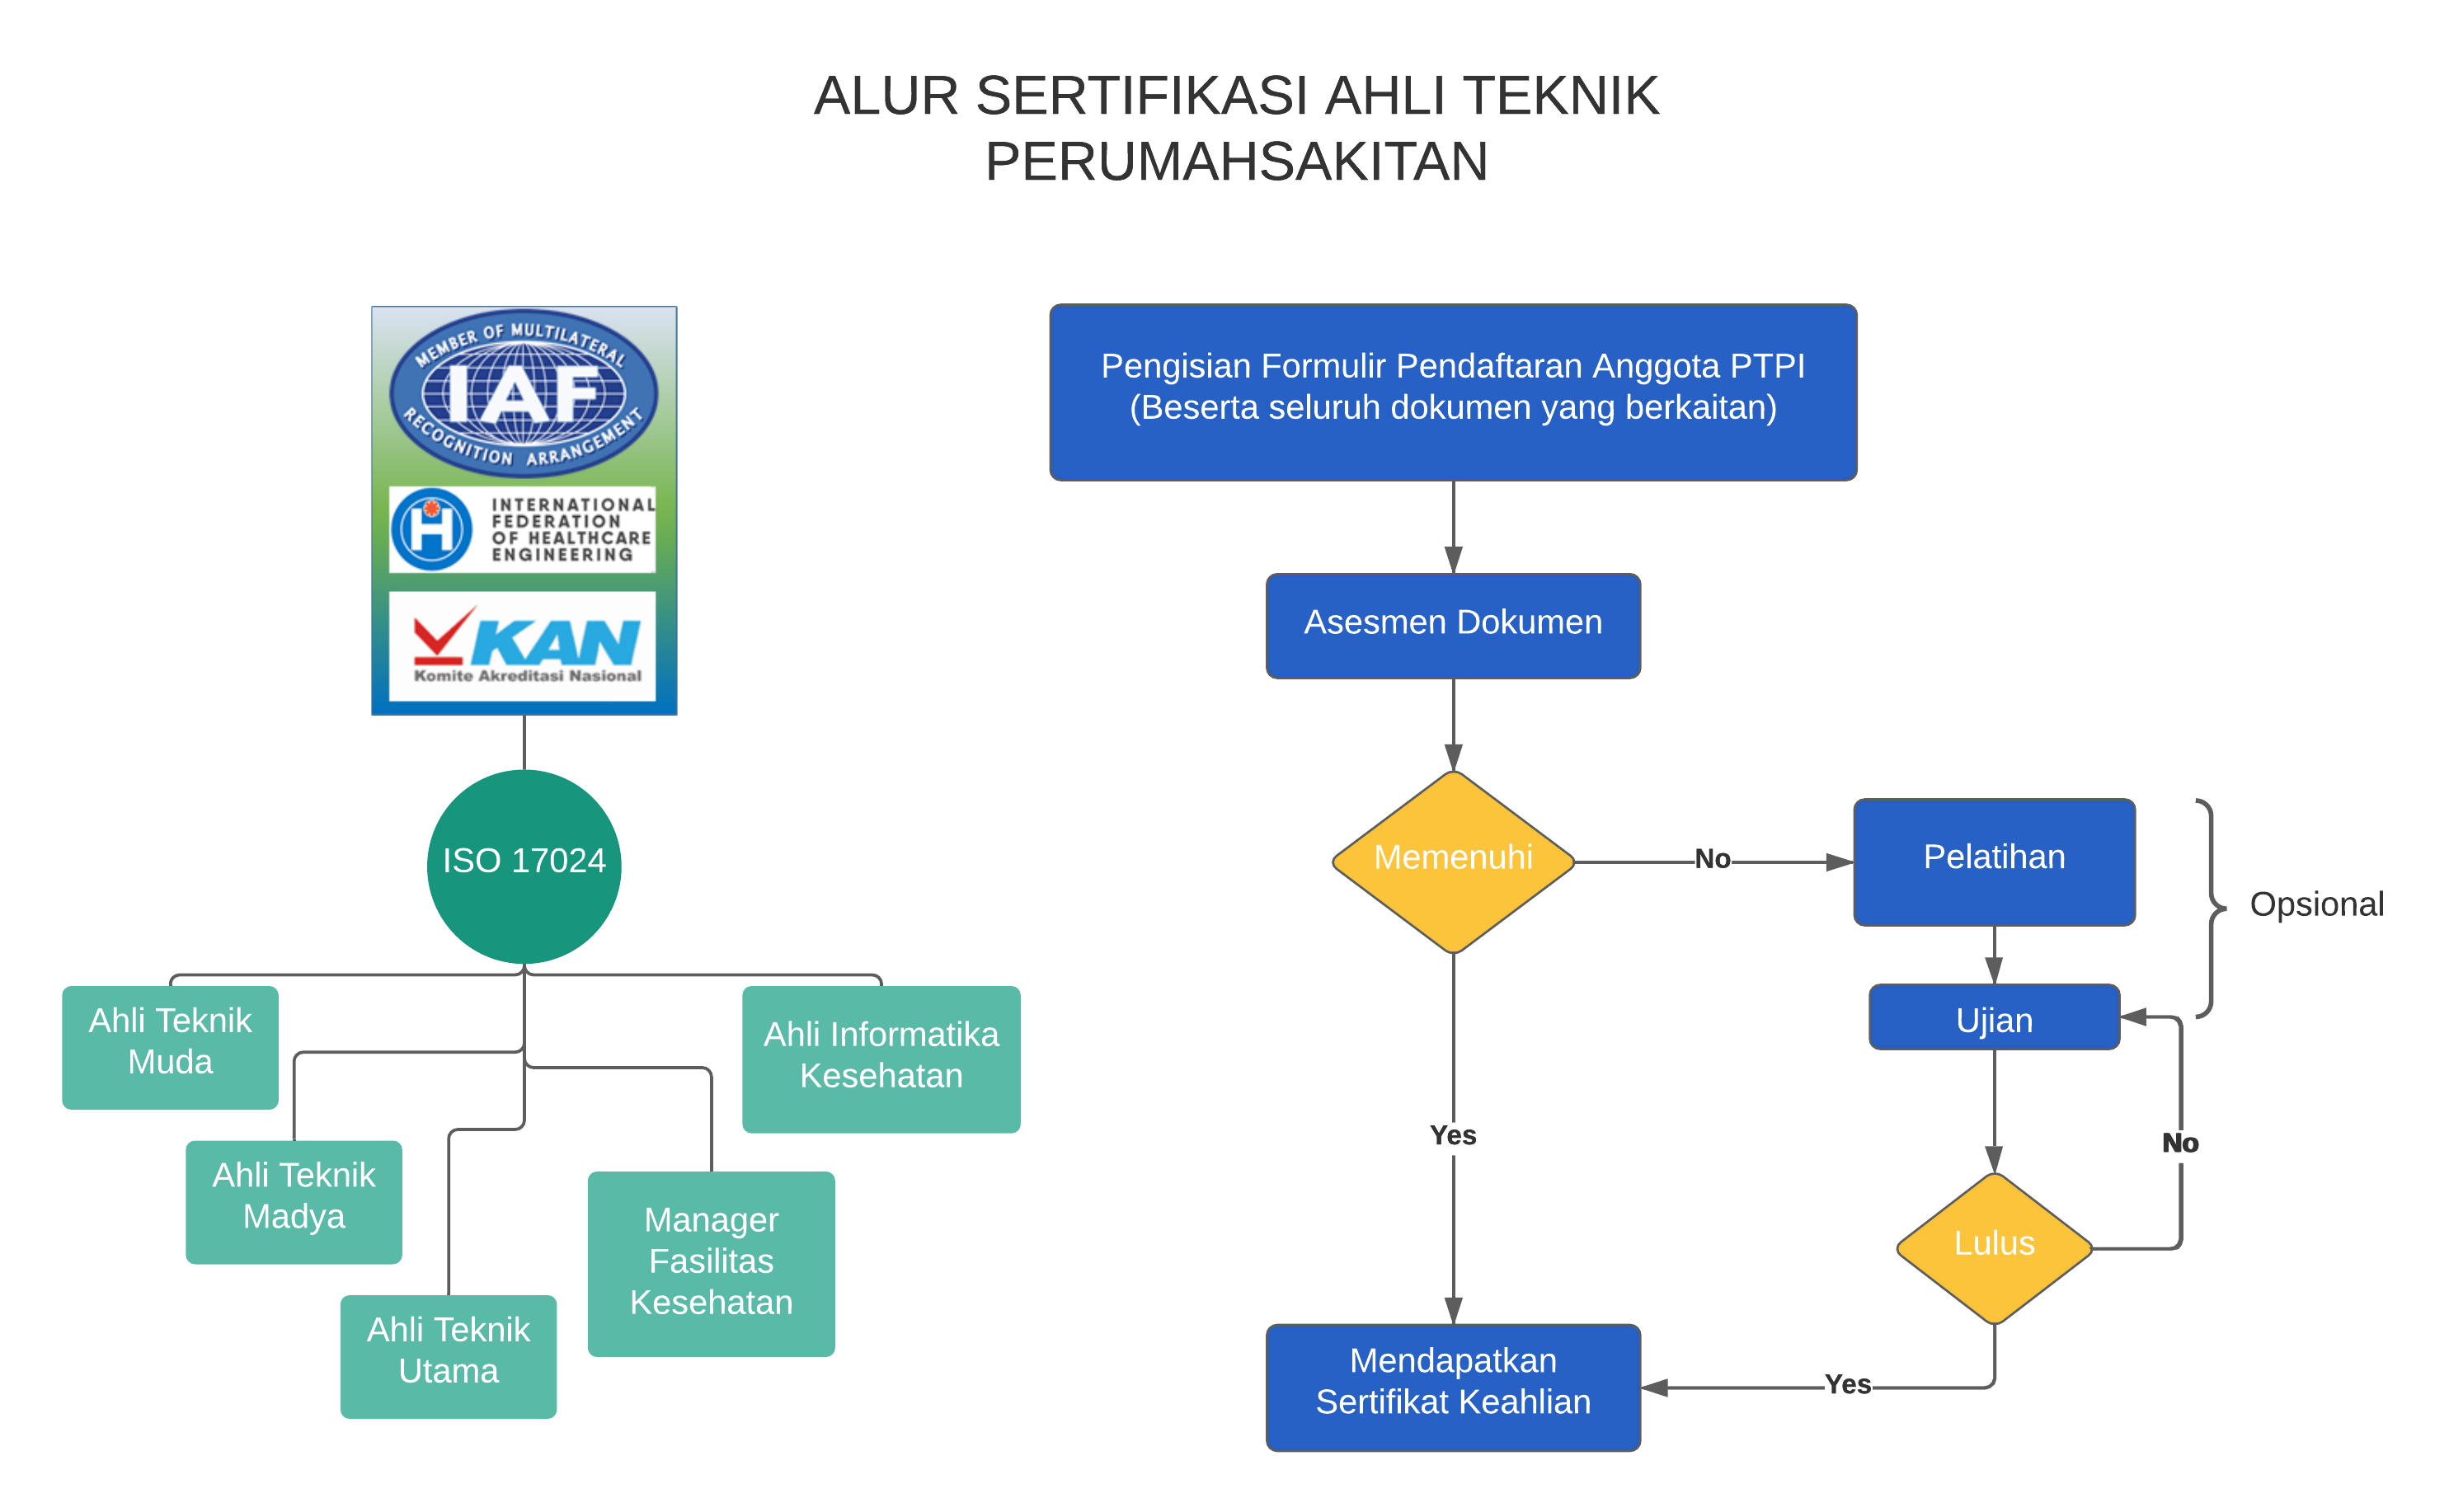 ALUR SERTIFIKASI AHLI TEKNIK
PERUMAHSAKITAN
MEMBER OF MULTILATERAL
IAF
RECOGNITION ARRANGEMENT
H
INTERNATIONAL
FEDERATION
OF HEALTHCARE
ENGINEERING
KAN
Komite Akreditasi Nasional
ISO 17024
Ahli Teknik
Muda
Ahli Teknik
Madya
Ahli Teknik
Utama
Manager
Fasilitas
Kesehatan
Ahli Informatika
Kesehatan
Pengisian Formulir Pendaftaran Anggota PTPI
(Beserta seluruh dokumen yang berkaitan)
Asesmen Dokumen
Memenuhi
No
Pelatihan
Opsional
Ujian
Yes
No
Lulus
Yes
Mendapatkan
Sertifikat Keahlian